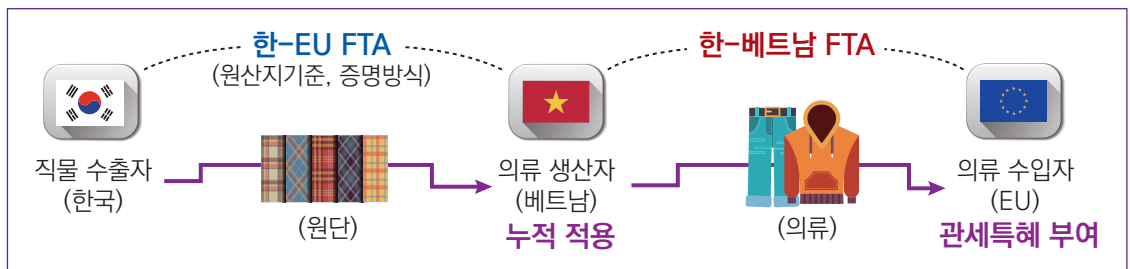 한-EU FTA
(원산지기준, 증명방식)
한-베트남 FTA
직물 수출자
(한국)
(원단)
의류 생산자
(베트남)
누적 적용
(의류)
의류 수입자
(EU)
관세특혜 부여